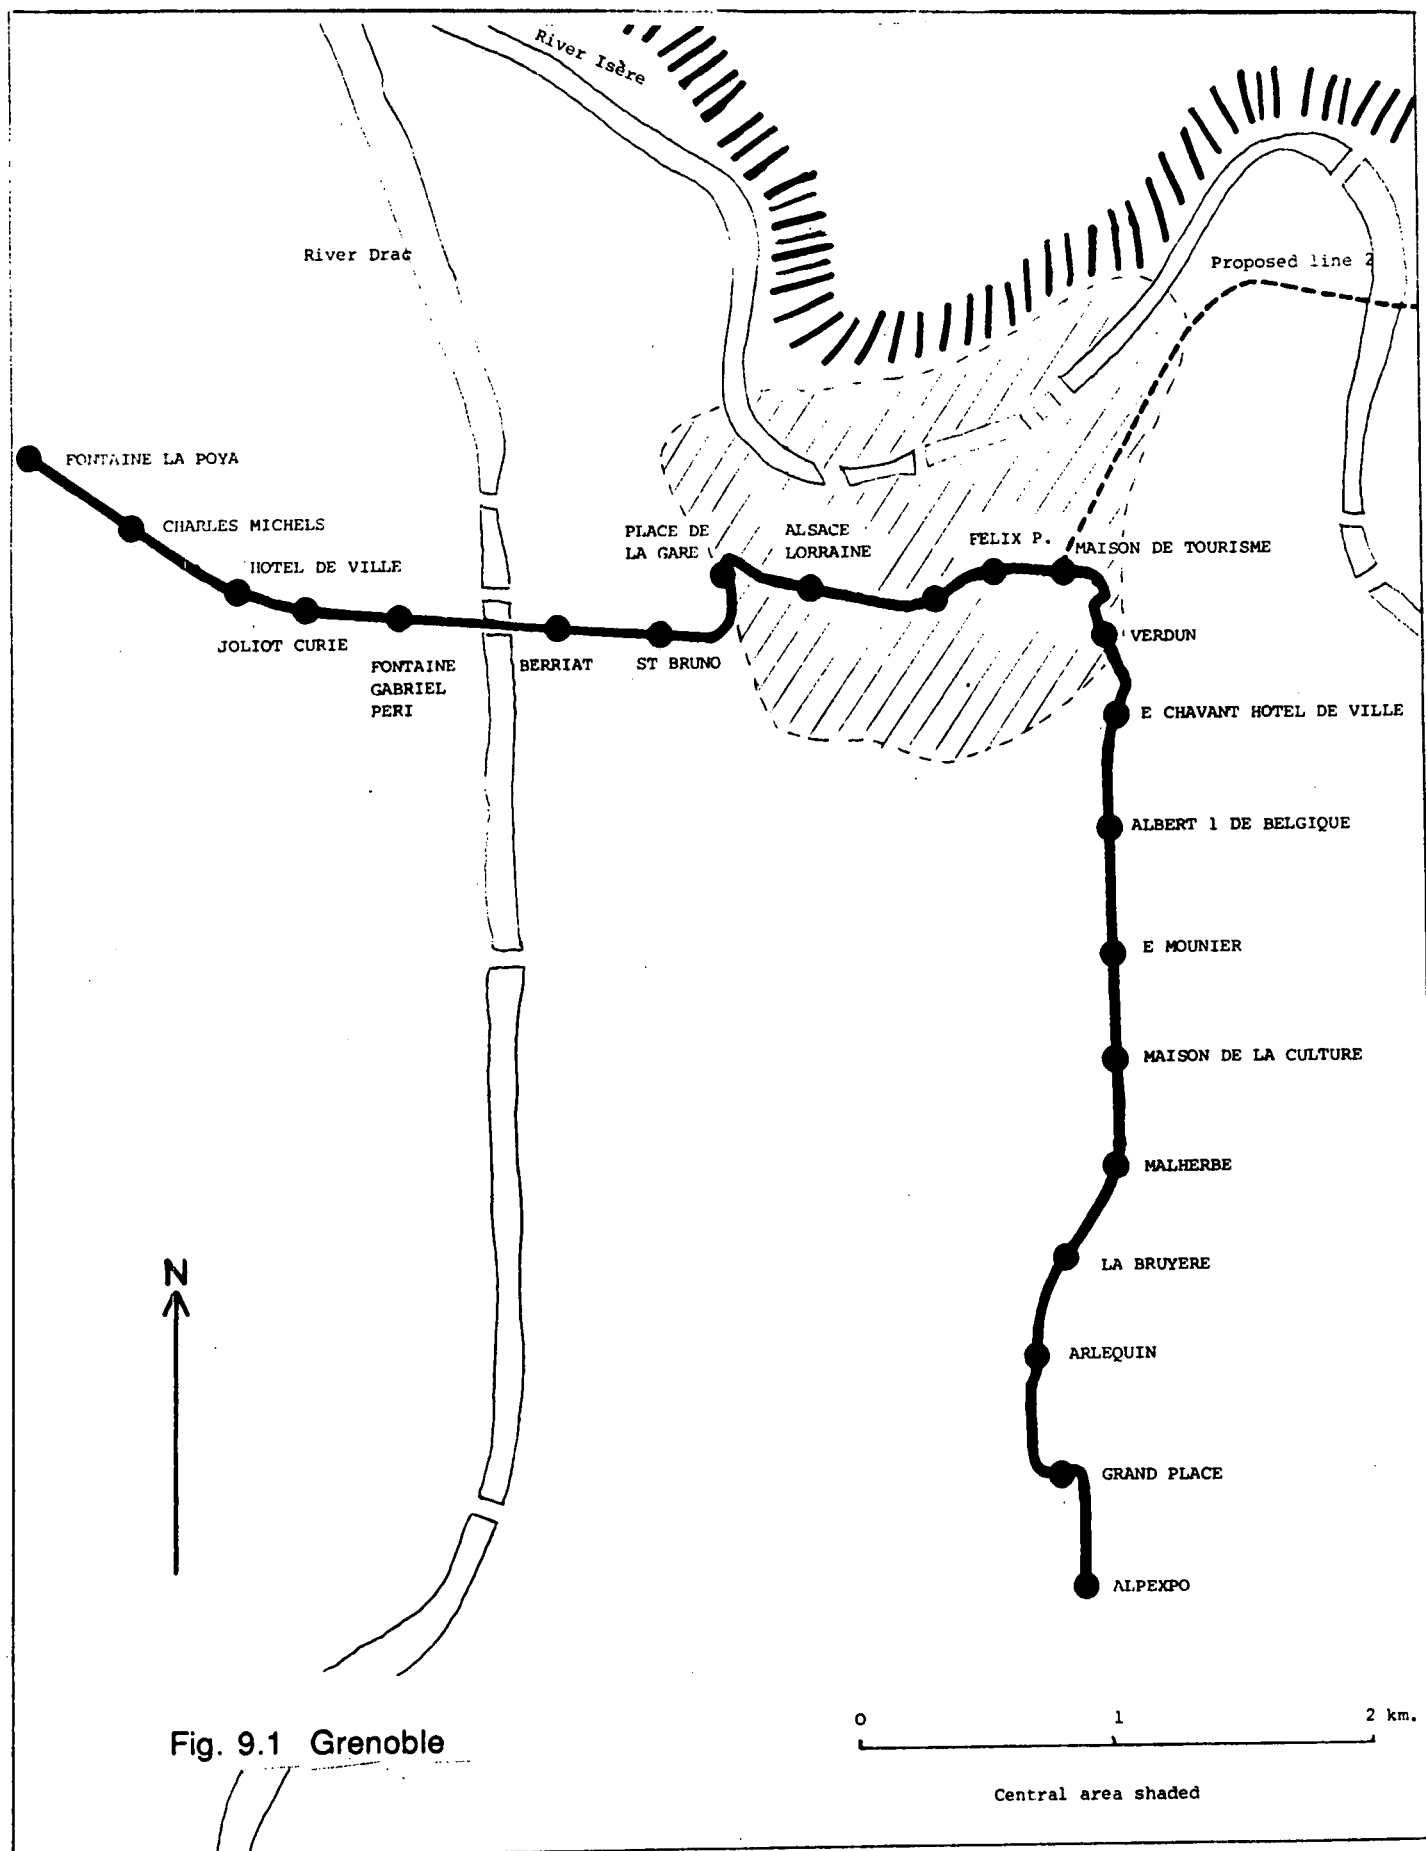 River Isère
River Drac
Proposed line 2
FONTAINE LA POYA
CHARLES MICHELS
HOTEL DE VILLE
JOLIOT CURIE
FONTAINE
GABRIEL
PERI
BERRIAT
ST BRUNO
PLACE DE
LA GARE
ALSACE
LORRAINE
FELIX P.
MAISON DE TOURISME
VERDUN
E CHAVANT HOTEL DE VILLE
ALBERT 1 DE BELGIQUE
E MOUNIER
MAISON DE LA CULTURE
MALHERBE
LA BRUYERE
ARLEQUIN
GRAND PLACE
ALPEXPO
N
Fig. 9.1 Grenoble
0 1 2 km.
Central area shaded